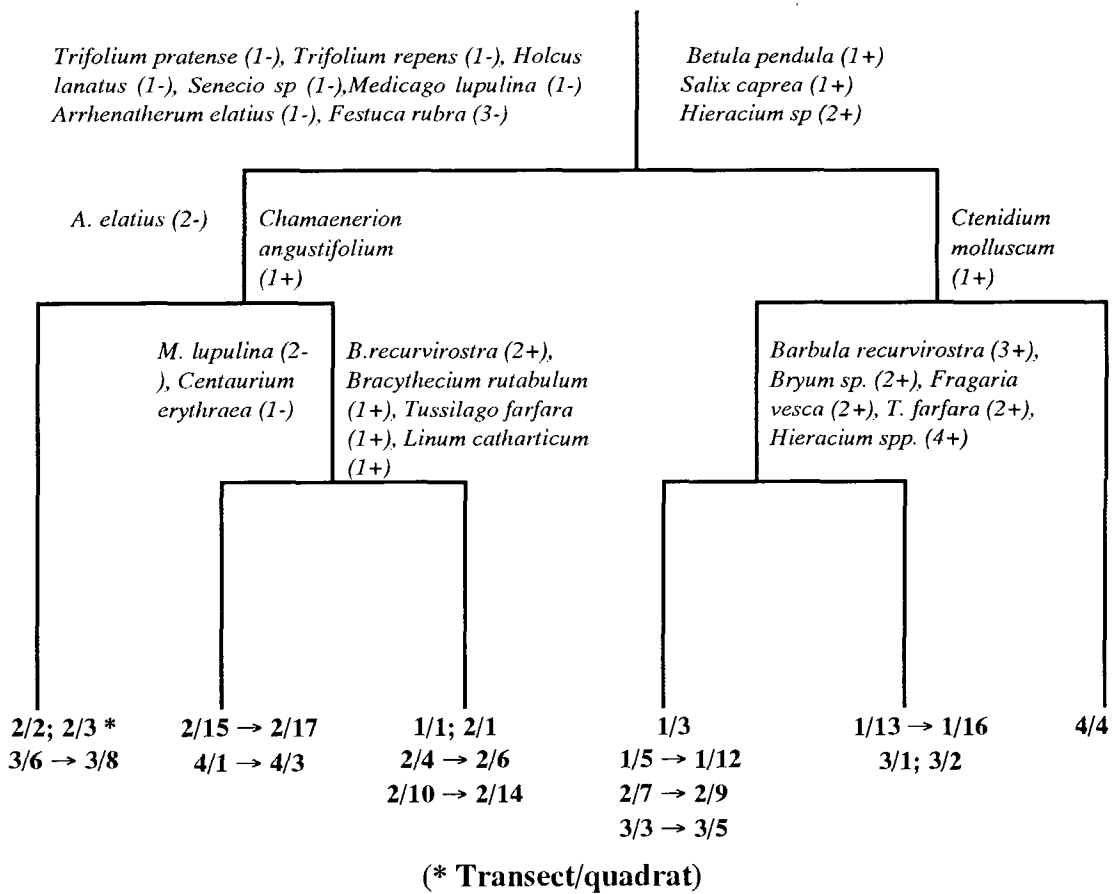 Trifolium pratense (1-), Trifolium repens (1-), Holcus
lanatus (1-), Senecio sp (1-),Medicago lupulina (1-)
Arrhenatherum elatius (1-), Festuca rubra (3-)
Betula pendula (1+)
Salix caprea (1+)
Hieracium sp (2+)
A. elatius (2-)
Chamaenerion
angustifolium
(1+)
Ctenidium
molluscum
(1+)
M. lupulina (2-
), Centaurium
erythraea (1-)
B.recurvirostra (2+),
Bracythecium rutabulum
(1+), Tussilago farfara
(1+), Linum catharticum
(1+)
Barbula recurvirostra (3+),
Bryum sp. (2+), Fragaria
vesca (2+), T. farfara (2+),
Hieracium spp. (4+)
2/2; 2/3 *
3/6 → 3/8
2/15 → 2/17
4/1 → 4/3
1/1; 2/1
2/4 → 2/6
2/10 → 2/14
1/3
1/5 → 1/12
2/7 → 2/9
3/3 → 3/5
1/13 → 1/16
3/1; 3/2
4/4
(* Transect/quadrat)